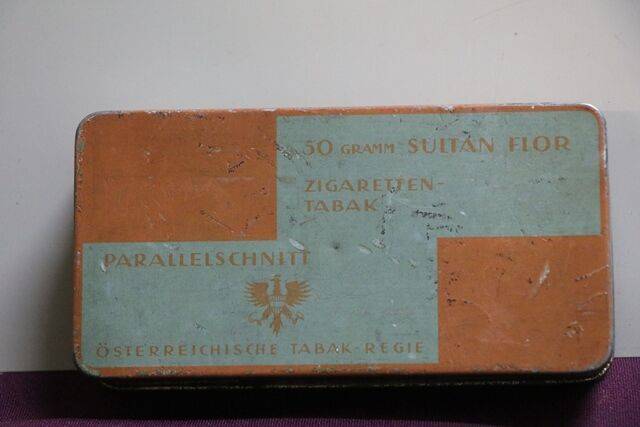 50 GRAMM SULTAN FLOR
ZIGARETTEN-
TABAK
PARALLELSCHNITT
ÖSTERREICHISCHE TABAK-REGIE